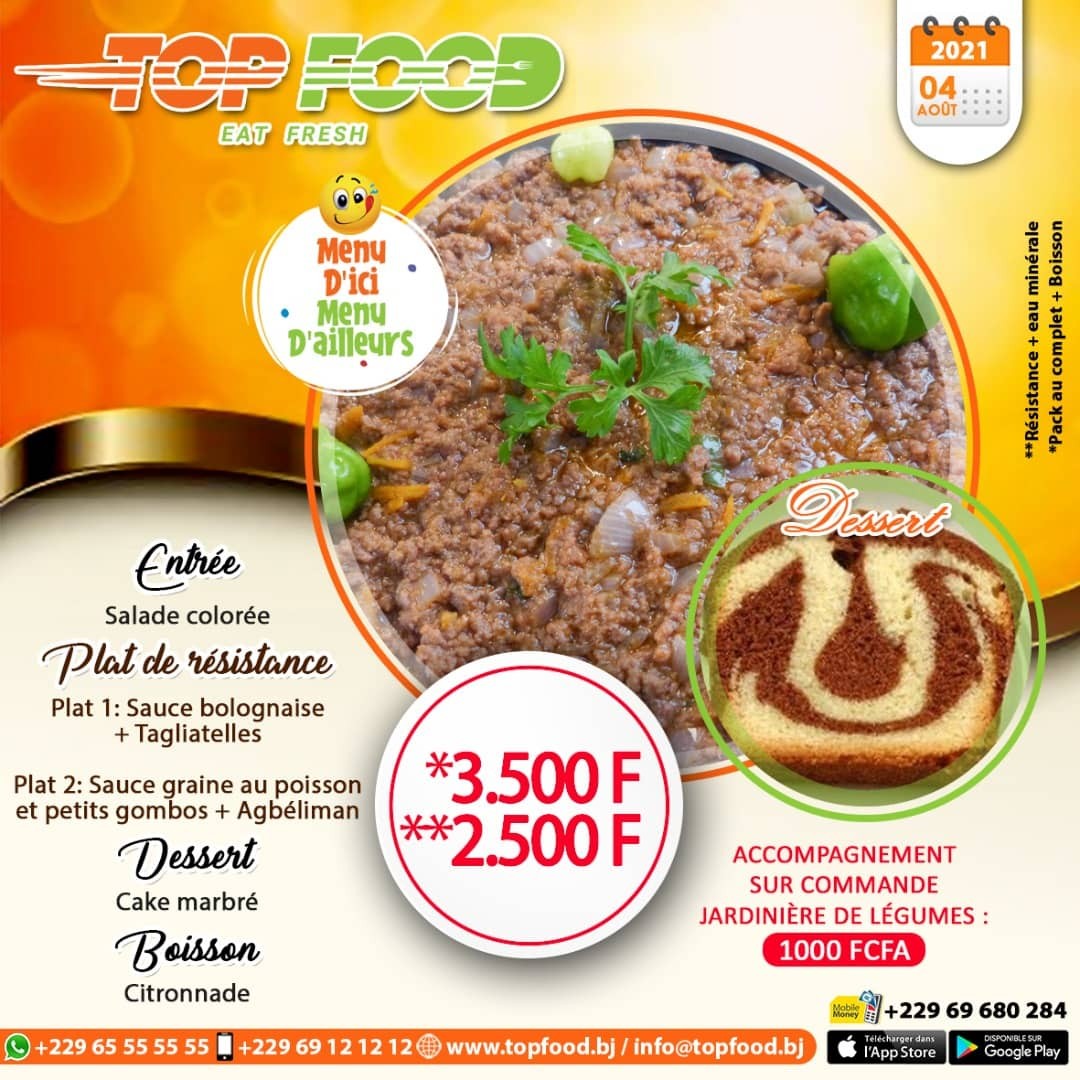 TOP FOOD
EAT FRESH
2021
04
AOÛT
Menu
D'ici
Menu
D'ailleurs
**Résistance + eau minérale
*Pack au complet + Boisson
Dessert
Entrée
Salade colorée
Plat de résistance
Plat 1: Sauce bolognaise
+ Tagliatelles
Plat 2: Sauce graine au poisson
et petits gombos + Agbéliman
Dessert
Cake marbré
Boisson
Citronnade
*3.500 F
**2.500 F
ACCOMPAGNEMENT
SUR COMMANDE
JARDINIÈRE DE LÉGUMES :
1000 FCFA
Mobile
Money
+229 69 680 284
+229 65 55 55 55 +229 69 12 12 12 www.topfood.bj / info@topfood.bj
Télécharger dans
l'App Store
DISPONIBLE SUR
Google Play